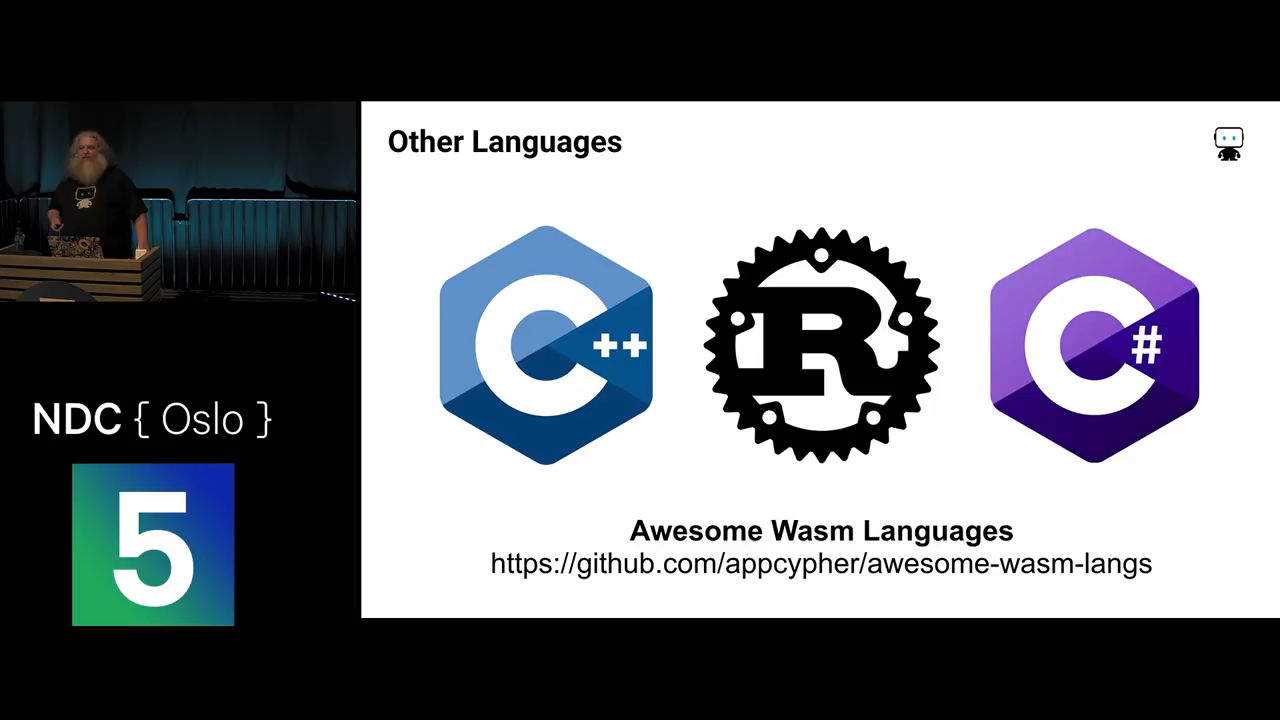 Other Languages
C++
R
C#
NDC { Oslo }
5
Awesome Wasm Languages
https://github.com/appcypher/awesome-wasm-langs